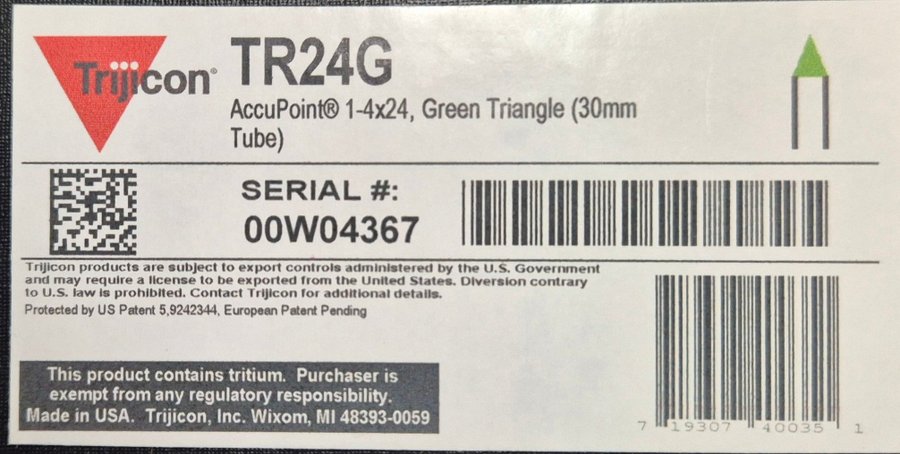 Trijicon®
TR24G
AccuPoint® 1-4x24, Green Triangle (30mm
Tube)
SERIAL #:
00W04367
Trijicon products are subject to export controls administered by the U.S. Government
and may require a license to be exported from the United States. Diversion contrary
to U.S. law is prohibited. Contact Trijicon for additional details.
Protected by US Patent 5,9242344, European Patent Pending
This product contains tritium. Purchaser is
exempt from any regulatory responsibility.
Made in USA. Trijicon, Inc. Wixom, MI 48393-0059
7 19307 40035 1